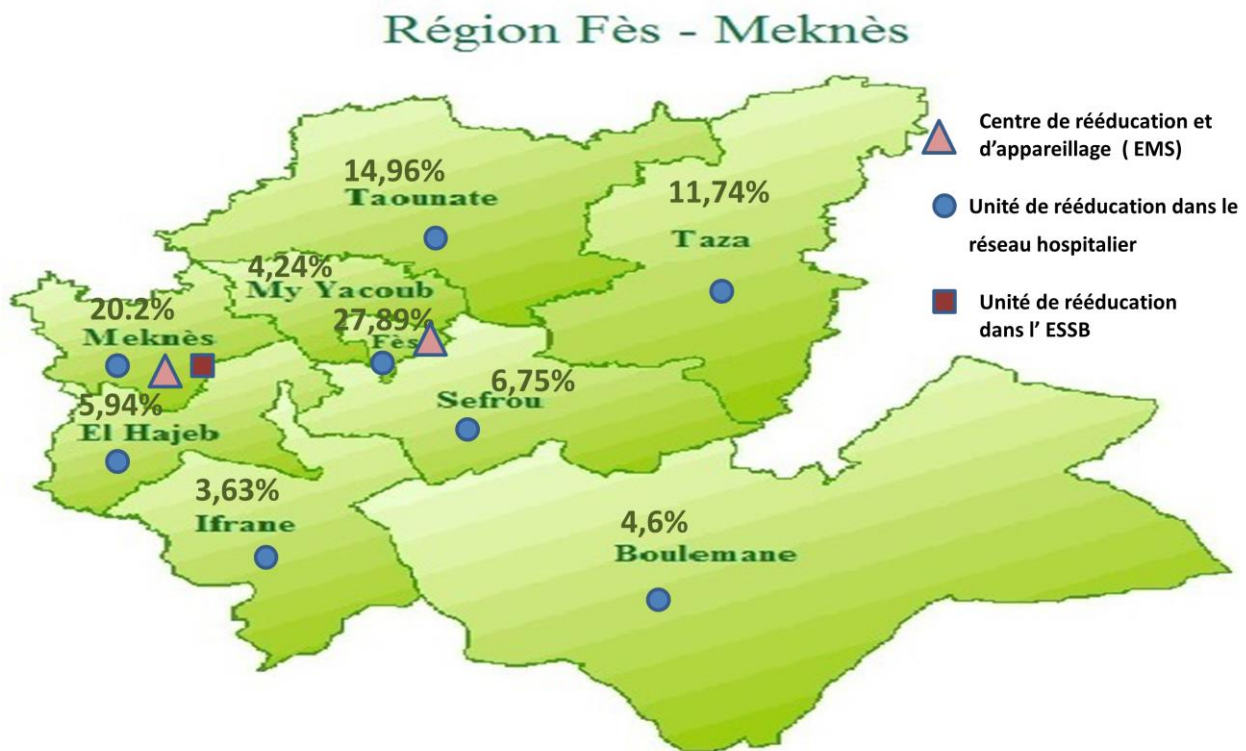 Région Fès - Meknès
14,96%
Taounate
11,74%
Taza
4,24%
My Yacoub
27,89%
Fès
20.2%
Meknès
6,75%
Sefrou
5,94%
El Hajeb
3,63%
Ifrane
4,6%
Boulemane
Centre de rééducation et
d’appareillage ( EMS)
Unité de rééducation dans le
réseau hospitalier
Unité de rééducation
dans l’ ESSB